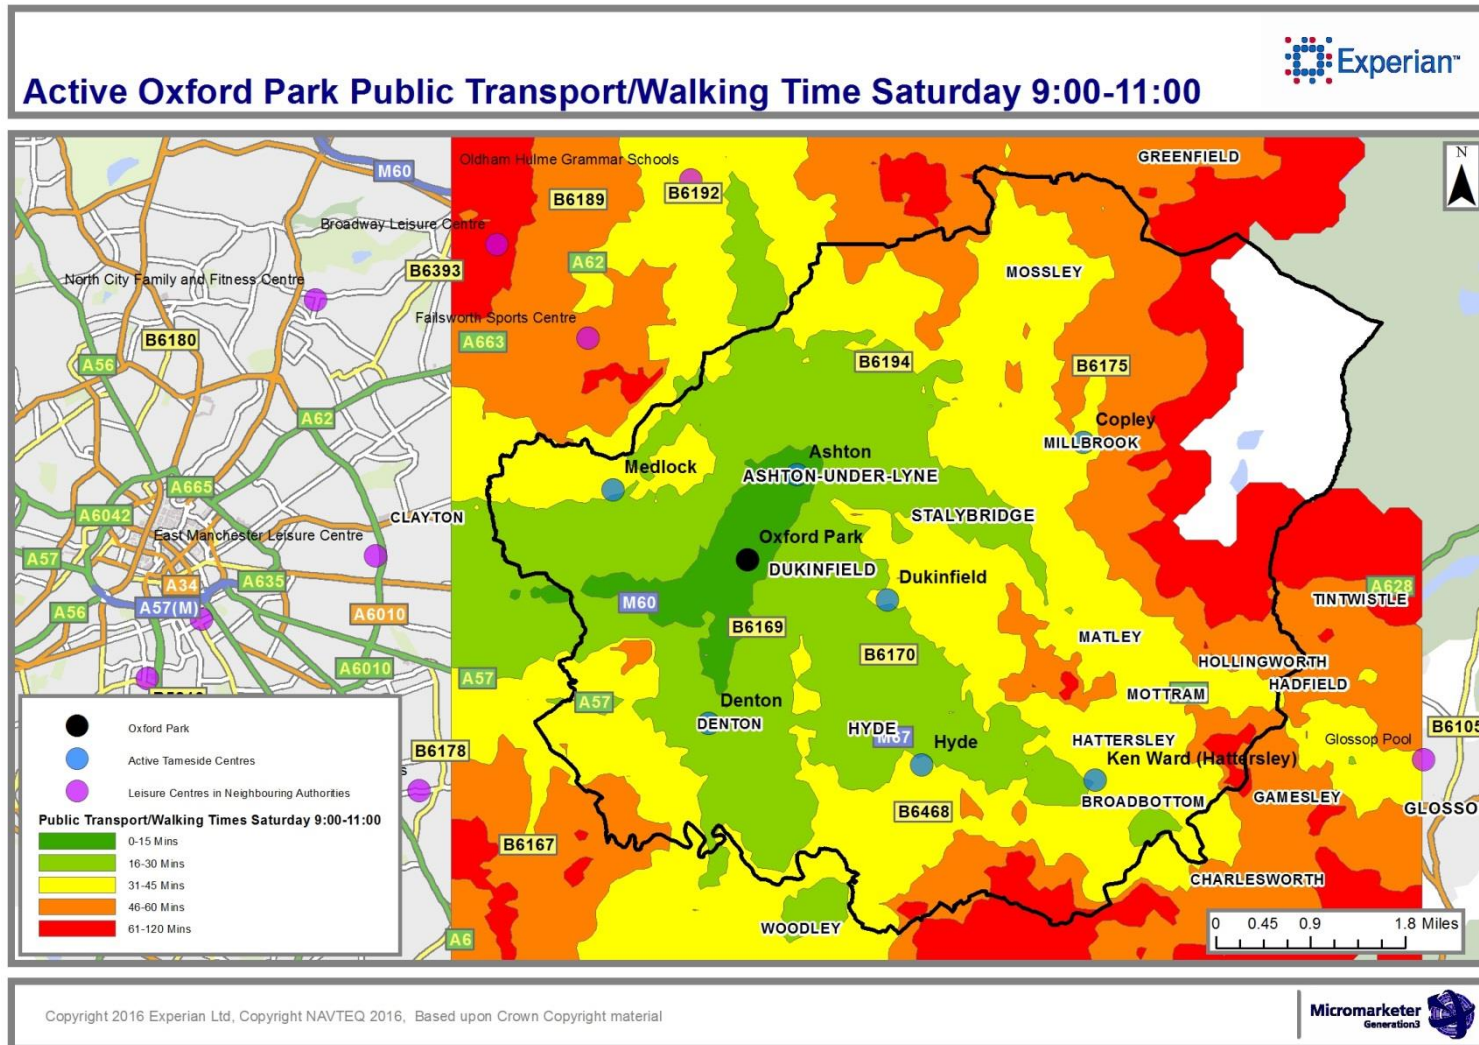 Active Oxford Park Public Transport/Walking Time Saturday 9:00-11:00
Experian™
M60
Oldham Hulme Grammar Schools
B6192
B6189
GREENFIELD
N
Broadway Leisure Centre
B6393
A62
MOSSLEY
North City Family and Fitness Centre
Failsworth Sports Centre
A663
B6180
A56
B6194
B6175
A62
Copley
MILLBROOK
Medlock
Ashton
ASHTON-UNDER-LYNE
A665
A6042
CLAYTON
STALYBRIDGE
East Manchester Leisure Centre
Oxford Park
DUKINFIELD
A57
A34
A635
Dukinfield
A628
TINTWISTLE
A56
A57(M)
A6010
M60
B6169
MATLEY
A6010
B6170
HOLLINGWORTH
A57
HADFIELD
MOTTRAM
A57
Denton
DENTON
HYDE
M67
Hyde
HATTERSLEY
Ken Ward (Hattersley)
B6178
s
Glossop Pool
B6105
BROADBOTTOM
GAMESLEY
GLOSSO
B6468
B6167
CHARLESWORTH
WOODLEY
A6
Oxford Park
Active Tameside Centres
Leisure Centres in Neighbouring Authorities
Public Transport/Walking Times Saturday 9:00-11:00
0-15 Mins
16-30 Mins
31-45 Mins
46-60 Mins
61-120 Mins
0 0.45 0.9 1.8 Miles
Copyright 2016 Experian Ltd, Copyright NAVTEQ 2016, Based upon Crown Copyright material
Micromarketer
Generation3